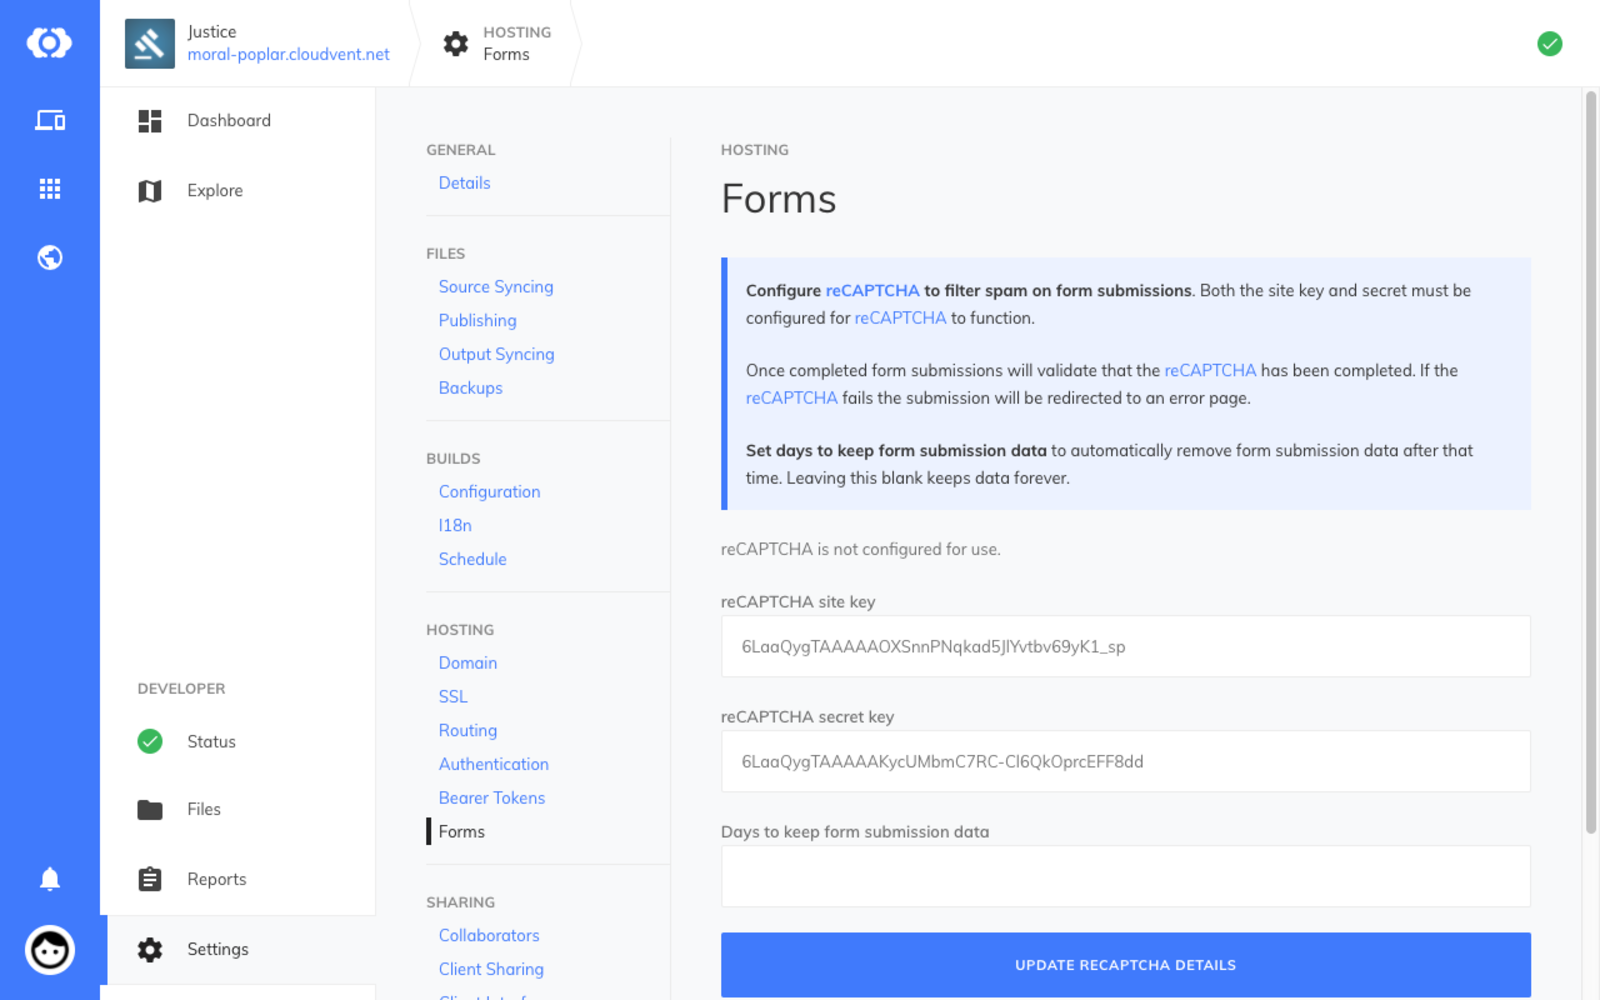 Justice
moral-poplar.cloudvent.net
HOSTING
Forms
Dashboard
Explore
DEVELOPER
Status
Files
Reports
Settings
GENERAL
Details
FILES
Source Syncing
Publishing
Output Syncing
Backups
BUILDS
Configuration
I18n
Schedule
HOSTING
Domain
SSL
Routing
Authentication
Bearer Tokens
Forms
SHARING
Collaborators
Client Sharing
HOSTING
Forms
Configure reCAPTCHA to filter spam on form submissions. Both the site key and secret must be
configured for reCAPTCHA to function.
Once completed form submissions will validate that the reCAPTCHA has been completed. If the
reCAPTCHA fails the submission will be redirected to an error page.
Set days to keep form submission data to automatically remove form submission data after that
time. Leaving this blank keeps data forever.
reCAPTCHA is not configured for use.
reCAPTCHA site key
6LaaQygTAAAAAOXSnnPNqkad5JlYvtbv69yK1_sp
reCAPTCHA secret key
6LaaQygTAAAAAKycUMbmC7RC-Cl6QkOprcEFF8dd
Days to keep form submission data
UPDATE RECAPTCHA DETAILS